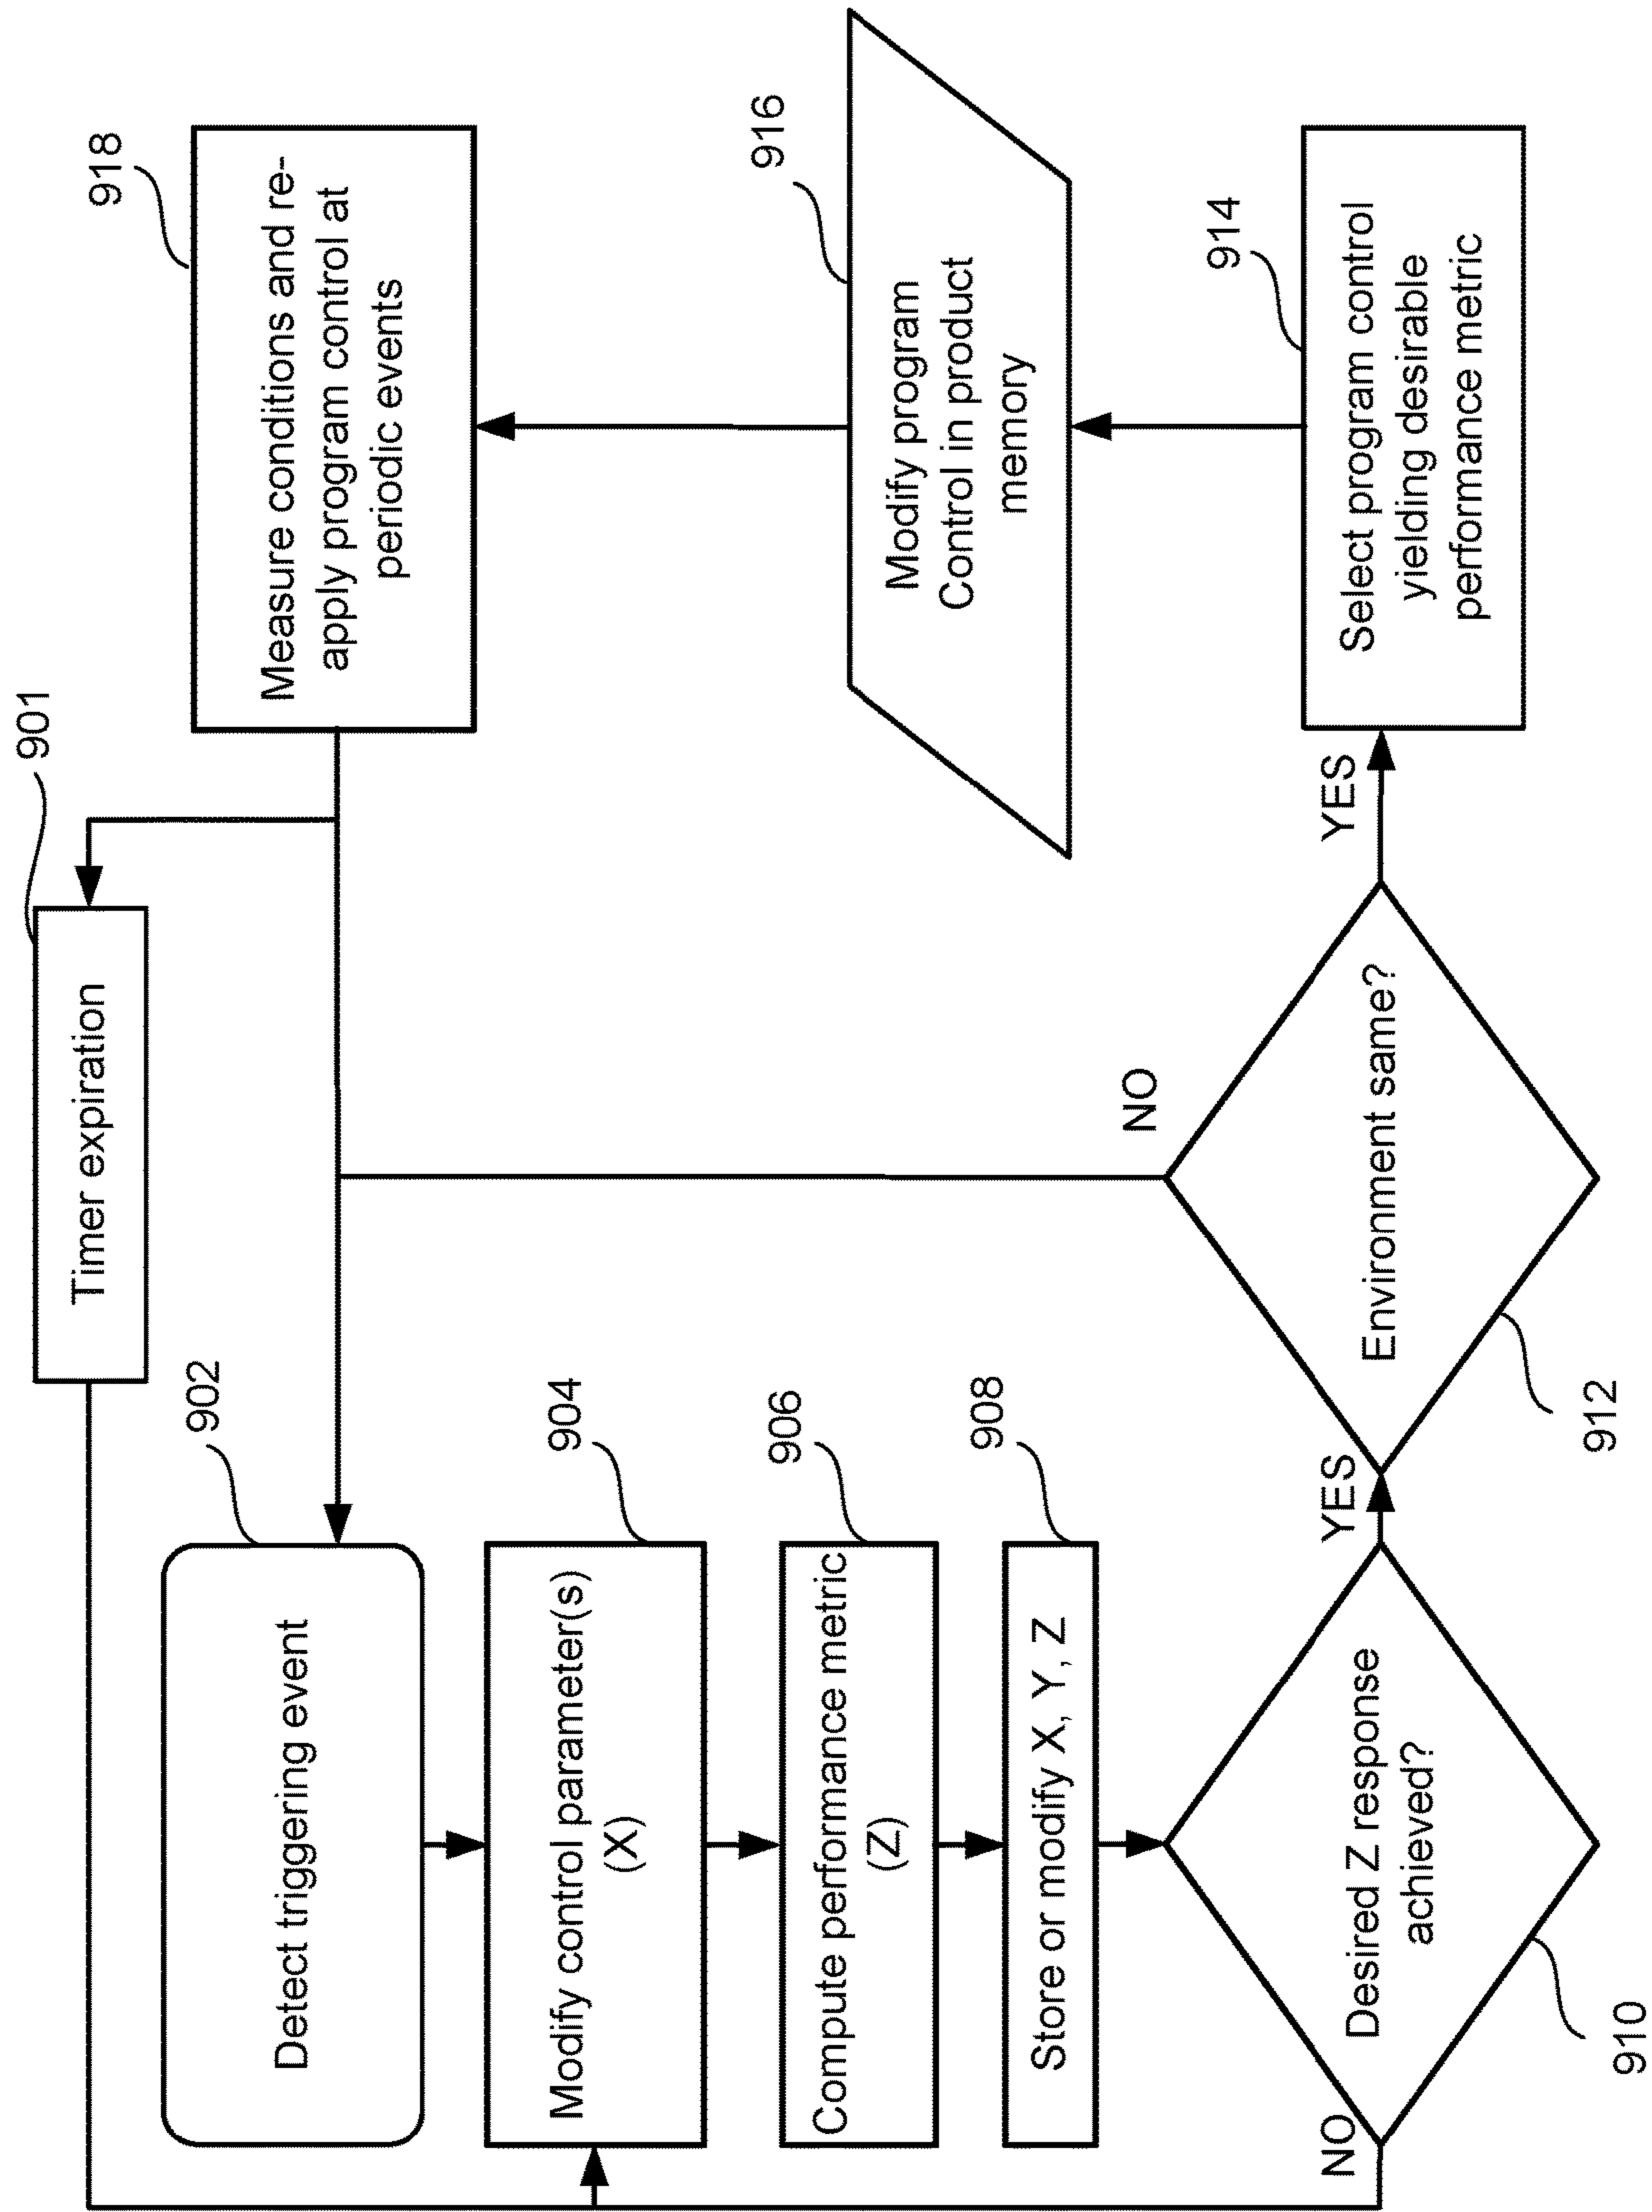 901
Timer expiration
902
Detect triggering event
904
Modify control parameter(s)
(X)
906
Compute performance metric
(Z)
908
Store or modify X, Y, Z
Desired Z response
achieved?
NO
YES
910
Environment same?
NO
YES
912
914
Select program control
yielding desirable
performance metric
916
Modify program
Control in product
memory
918
Measure conditions and re-
apply program control at
periodic events